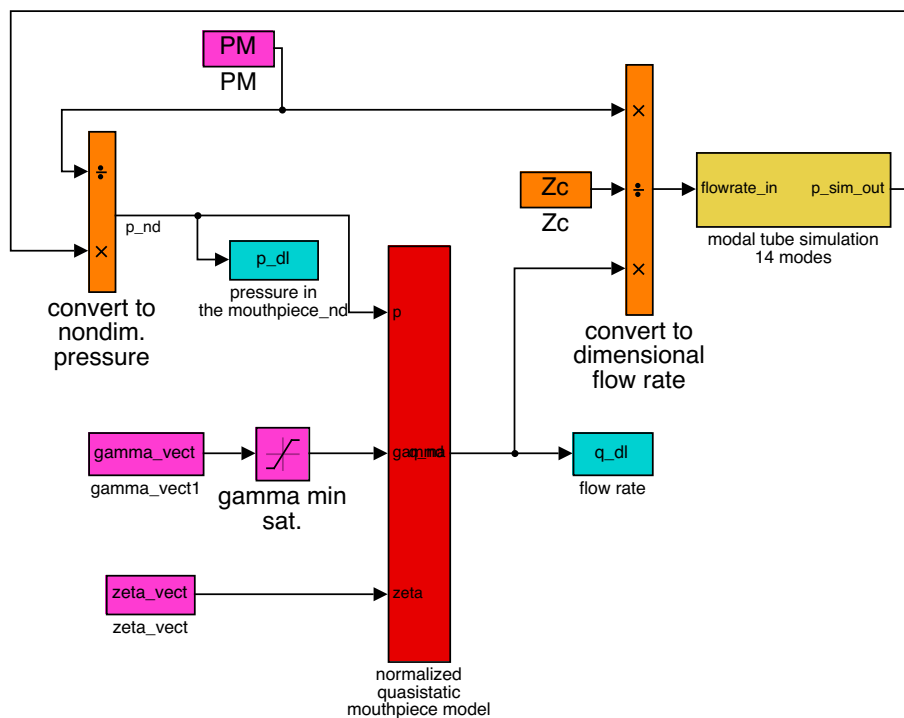 PM
PM
×
÷
Zc
Zc
÷
flowrate_in
p_sim_out
modal tube simulation
14 modes
p_nd
×
p_dl
pressure in
the mouthpiece_nd
×
convert to
nondim.
pressure
p
convert to
dimensional
flow rate
gamma_vect
gamma_vect1
gamma min
sat.
gamma
q_nd
q_dl
flow rate
zeta_vect
zeta_vect
zeta
normalized
quasistatic
mouthpiece model